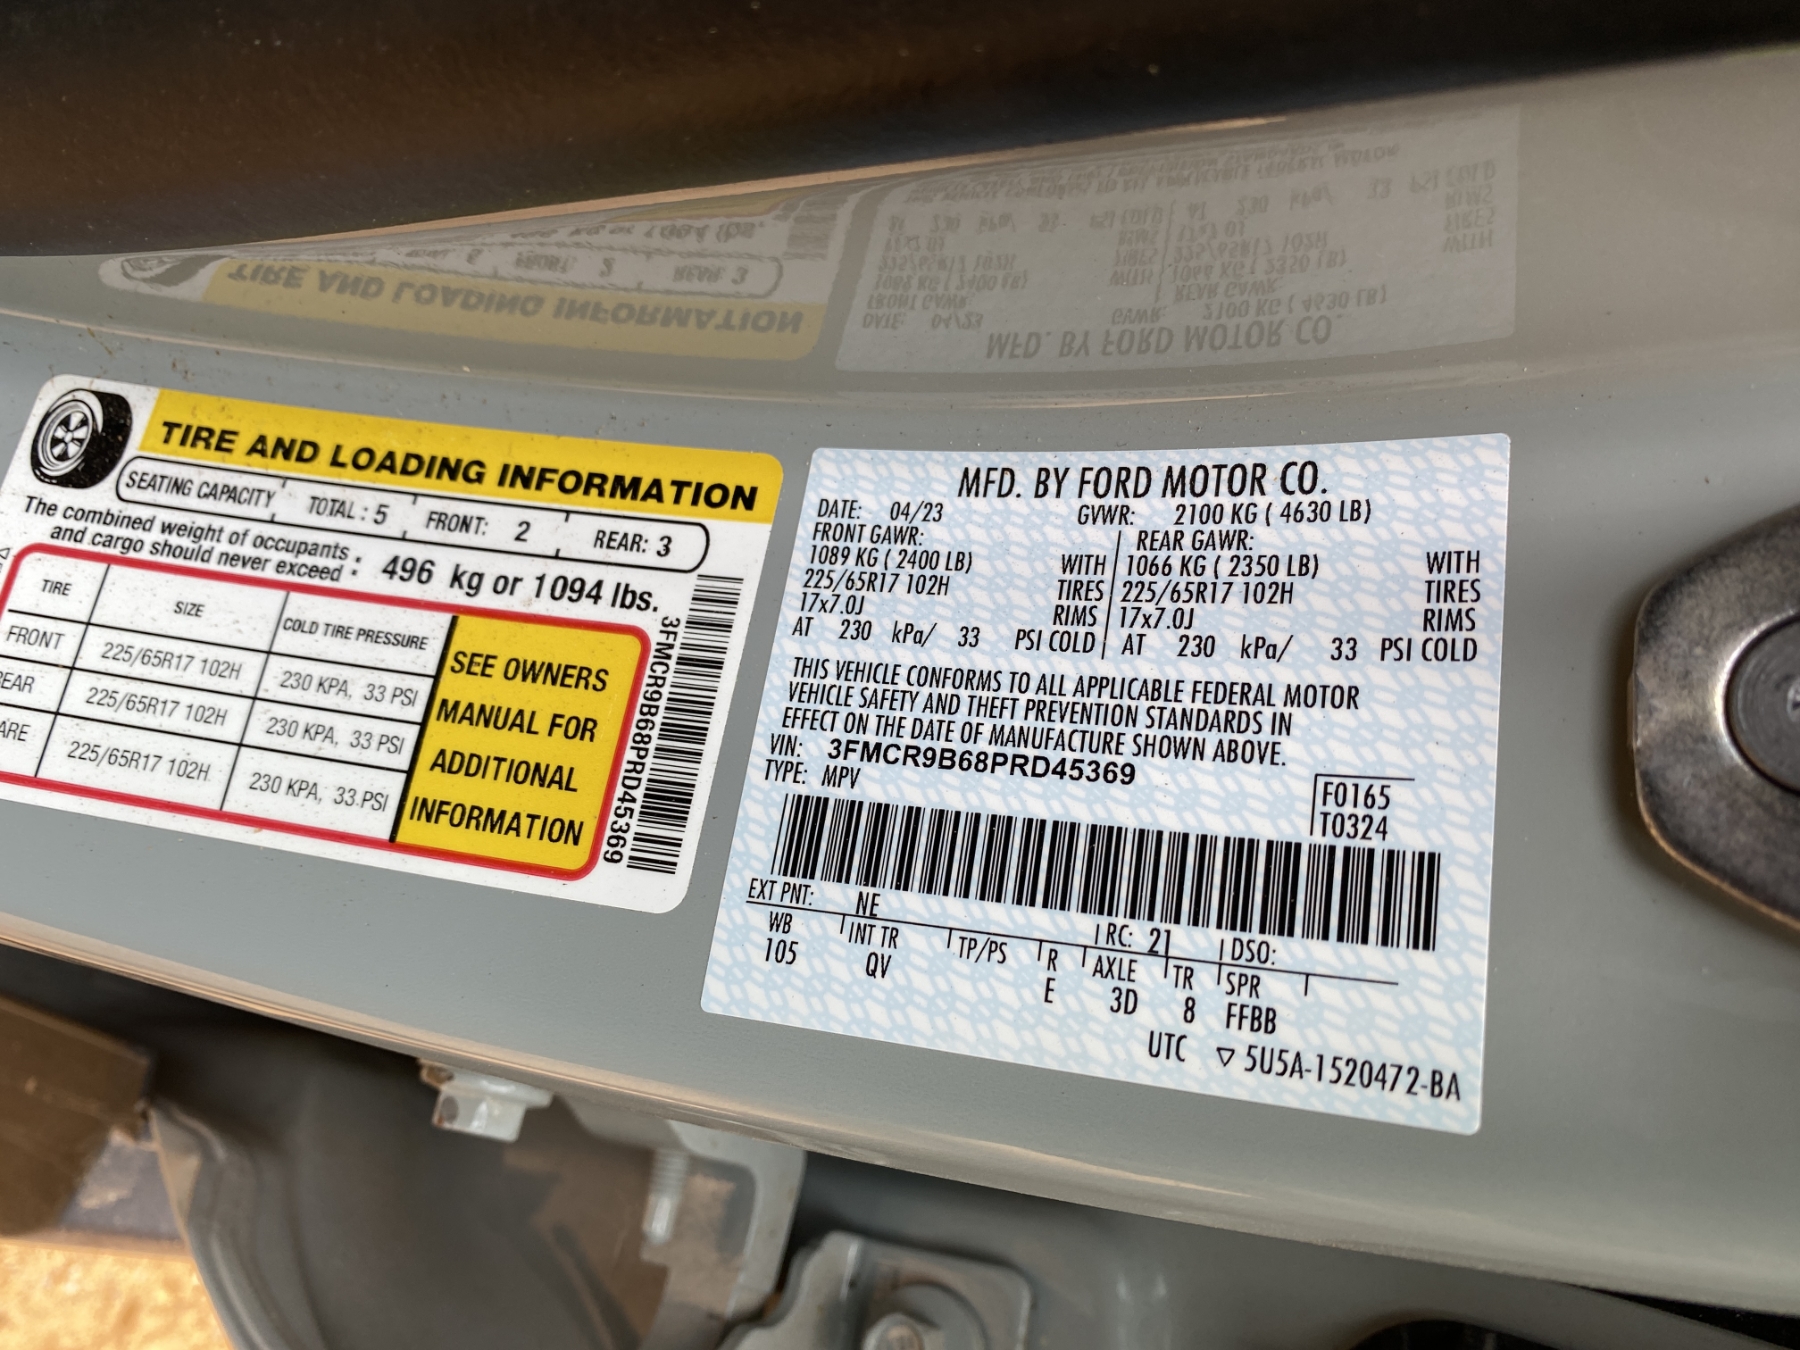 TIRE AND LOADING INFORMATION
SEATING CAPACITY TOTAL : 5 FRONT: 2 REAR: 3
The combined weight of occupants
and cargo should never exceed : 496 kg or 1094 lbs.
TIRE SIZE COLD TIRE PRESSURE
FRONT 225/65R17 102H 230 KPA, 33 PSI
EAR 225/65R17 102H 230 KPA, 33 PSI
ARE 225/65R17 102H 230 KPA, 33 PSI
SEE OWNERS
MANUAL FOR
ADDITIONAL
INFORMATION
3FMCR9B68PRD45369
MFD. BY FORD MOTOR CO.
DATE: 04/23 GVWR: 2100 KG ( 4630 LB)
FRONT GAWR: REAR GAWR:
1089 KG ( 2400 LB) WITH 1066 KG ( 2350 LB) WITH
225/65R17 102H TIRES 225/65R17 102H TIRES
17x7.0J RIMS 17x7.0J RIMS
AT 230 kPa/ 33 PSI COLD AT 230 kPa/ 33 PSI COLD
THIS VEHICLE CONFORMS TO ALL APPLICABLE FEDERAL MOTOR
VEHICLE SAFETY AND THEFT PREVENTION STANDARDS IN
EFFECT ON THE DATE OF MANUFACTURE SHOWN ABOVE.
VIN: 3FMCR9B68PRD45369
TYPE: MPV
F0165
T0324
EXT PNT: NE RC: 21 DSO:
WB INT TR TP/PS R AXLE TR SPR
105 QV E 3D 8 FFBB
UTC ▽ 5U5A-1520472-BA